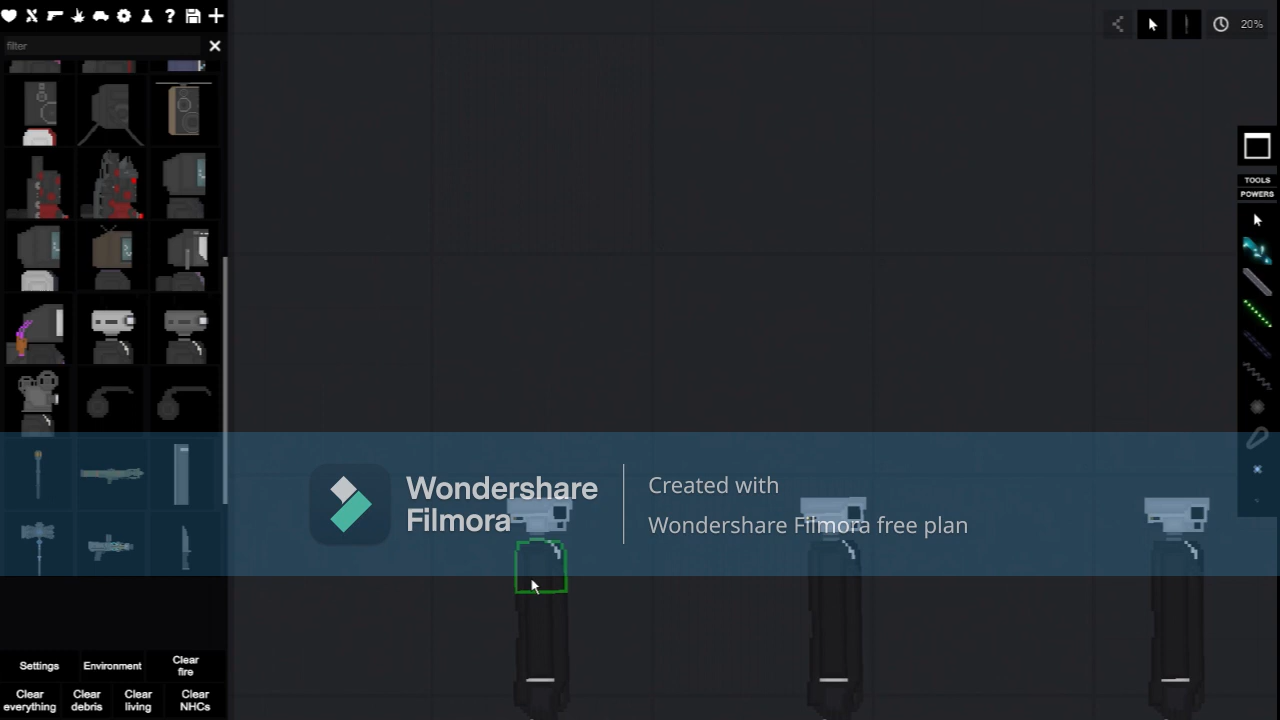 20%
filter
TOOLS
POWERS
Wondershare
Filmora
Created with
Wondershare Filmora free plan
Settings
Environment
Clear
fire
Clear
everything
Clear
debris
Clear
living
Clear
NHCs